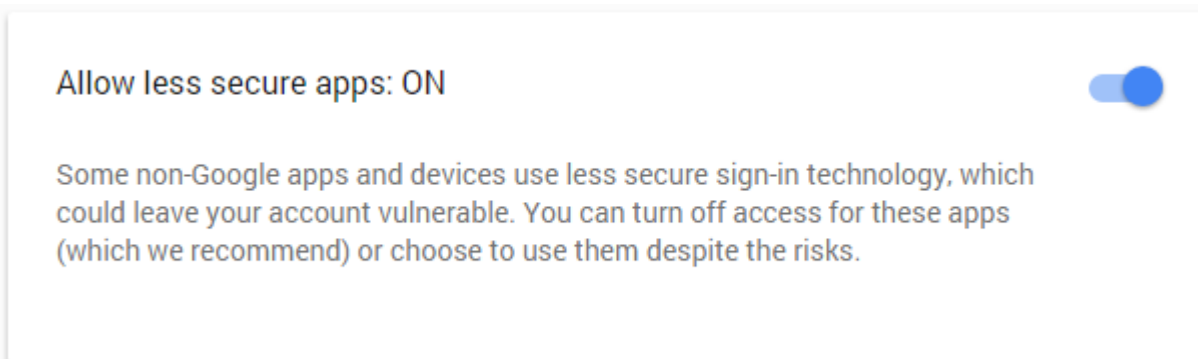 Allow less secure apps: ON
Some non-Google apps and devices use less secure sign-in technology, which
could leave your account vulnerable. You can turn off access for these apps
(which we recommend) or choose to use them despite the risks.